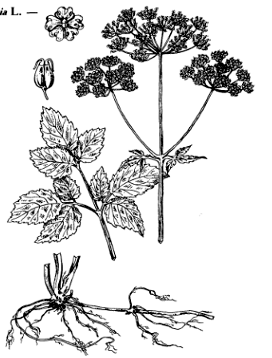 ia L. —